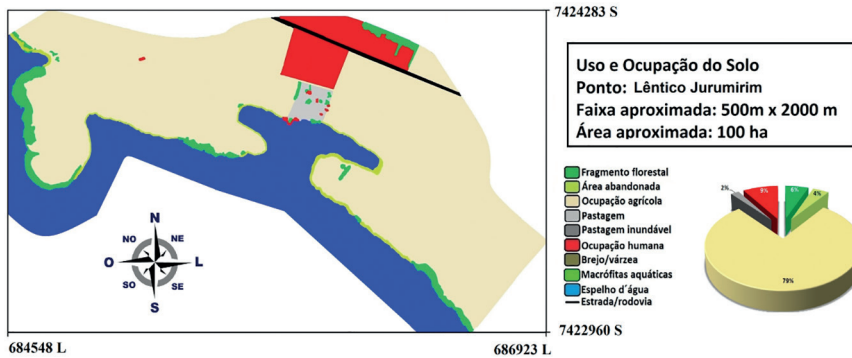 7424283 S
Uso e Ocupação do Solo
Ponto: Lêntico Jurumirim
Faixa aproximada: 500m x 2000 m
Área aproximada: 100 ha
Fragmento florestal
Área abandonada
Ocupação agrícola
Pastagem
Pastagem inundável
Ocupação humana
Brejo/várzea
Macrófitas aquáticas
Espelho d´água
Estrada/rodovia
2%
9%
6%
4%
79%
N
NO
NE
O
L
SO
SE
S
7422960 S
684548 L
686923 L